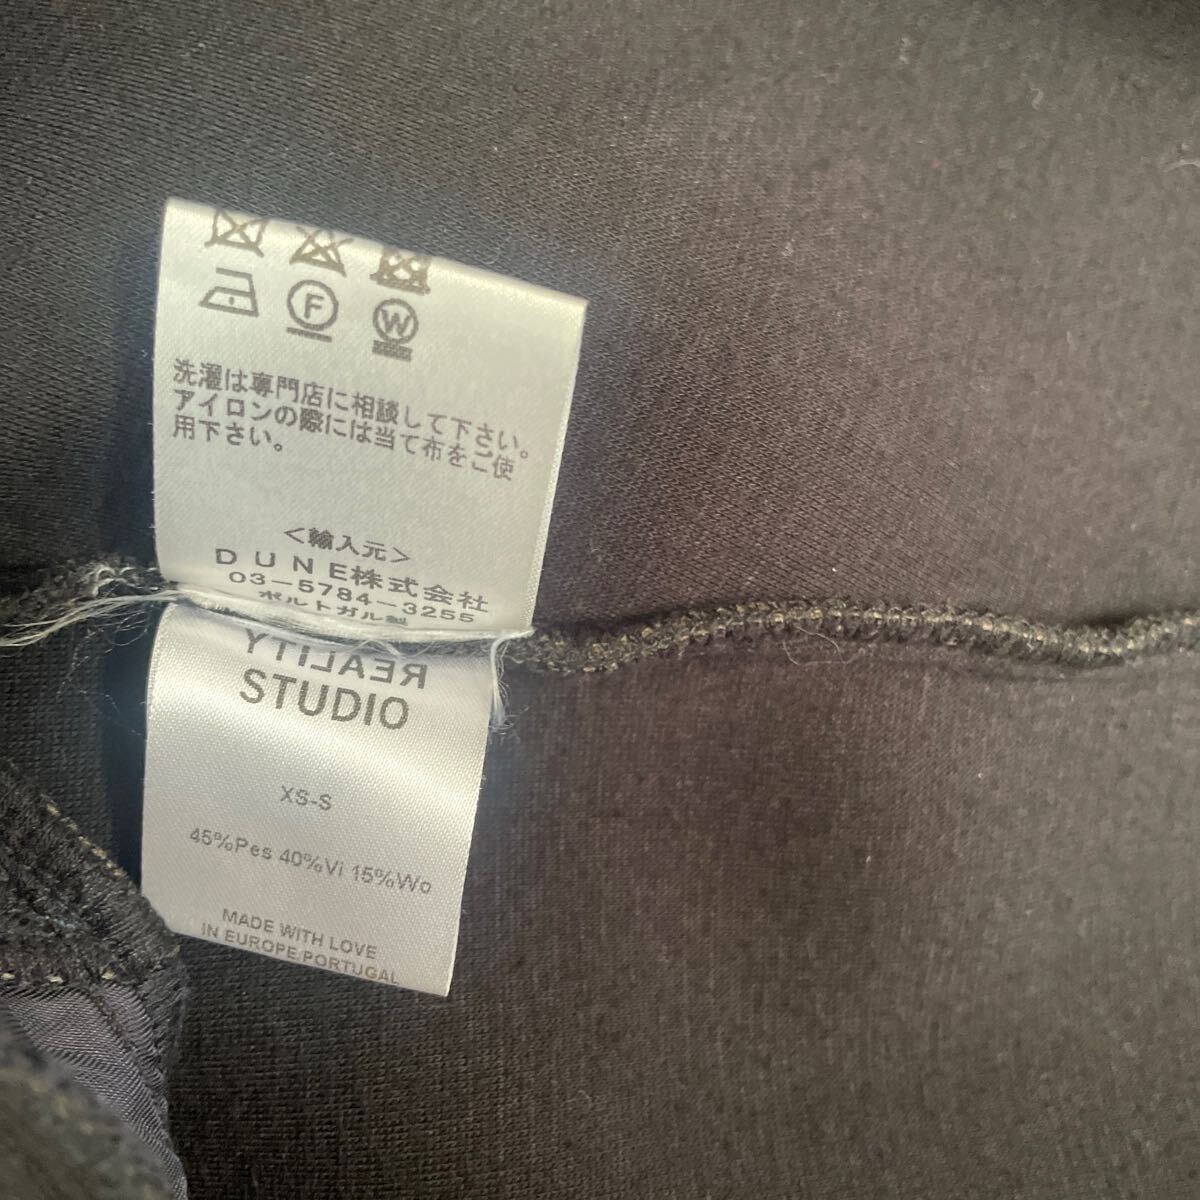 F
W
洗濯は専門店に相談して下さい。
アイロンの際には当て布をご使
用下さい。
＜輸入元＞
ＤＵＮＥ株式会社
０３－５７８４－３２５５
ポルトガル製
REALITY
STUDIO
XS-S
45%Pes 40%Vi 15%Wo
MADE WITH LOVE
IN EUROPE/PORTUGAL